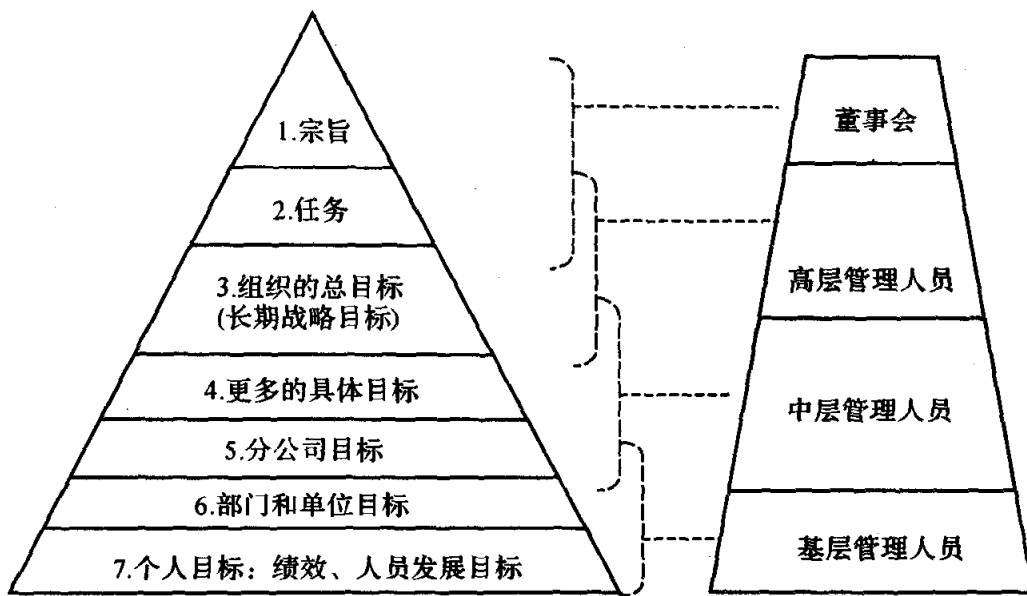 1.宗旨
2.任务
3.组织的总目标
(长期战略目标)
4.更多的具体目标
5.分公司目标
6.部门和单位目标
7.个人目标：绩效、人员发展目标
董事会
高层管理人员
中层管理人员
基层管理人员